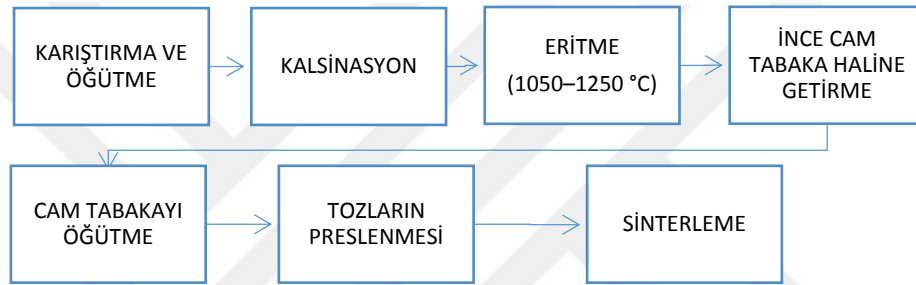 KARIŞTIRMA VE
ÖĞÜTME
KALSİNASYON
ERİTME
(1050–1250 °C)
İNCE CAM
TABAKA HALİNE
GETİRME
CAM TABAKAYI
ÖĞÜTME
TOZLARIN
PRESLENMESİ
SİNTERLEME